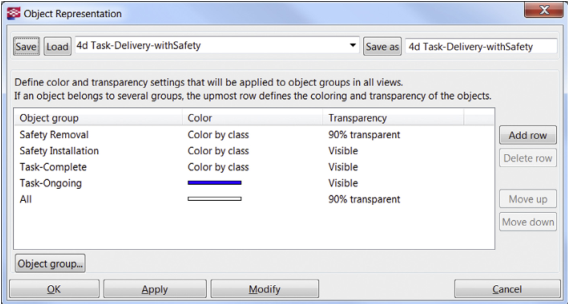 Object Representation
Save Load 4d Task-Delivery-withSafety Save as 4d Task-Delivery-withSafety
Define color and transparency settings that will be applied to object groups in all views.
If an object belongs to several groups, the upmost row defines the coloring and transparency of the objects.
Object group Color Transparency
Safety Removal Color by class 90% transparent
Safety Installation Color by class Visible
Task-Complete Color by class Visible
Task-Ongoing Visible
All 90% transparent
Add row
Delete row
Move up
Move down
Object group...
OK Apply Modify Cancel